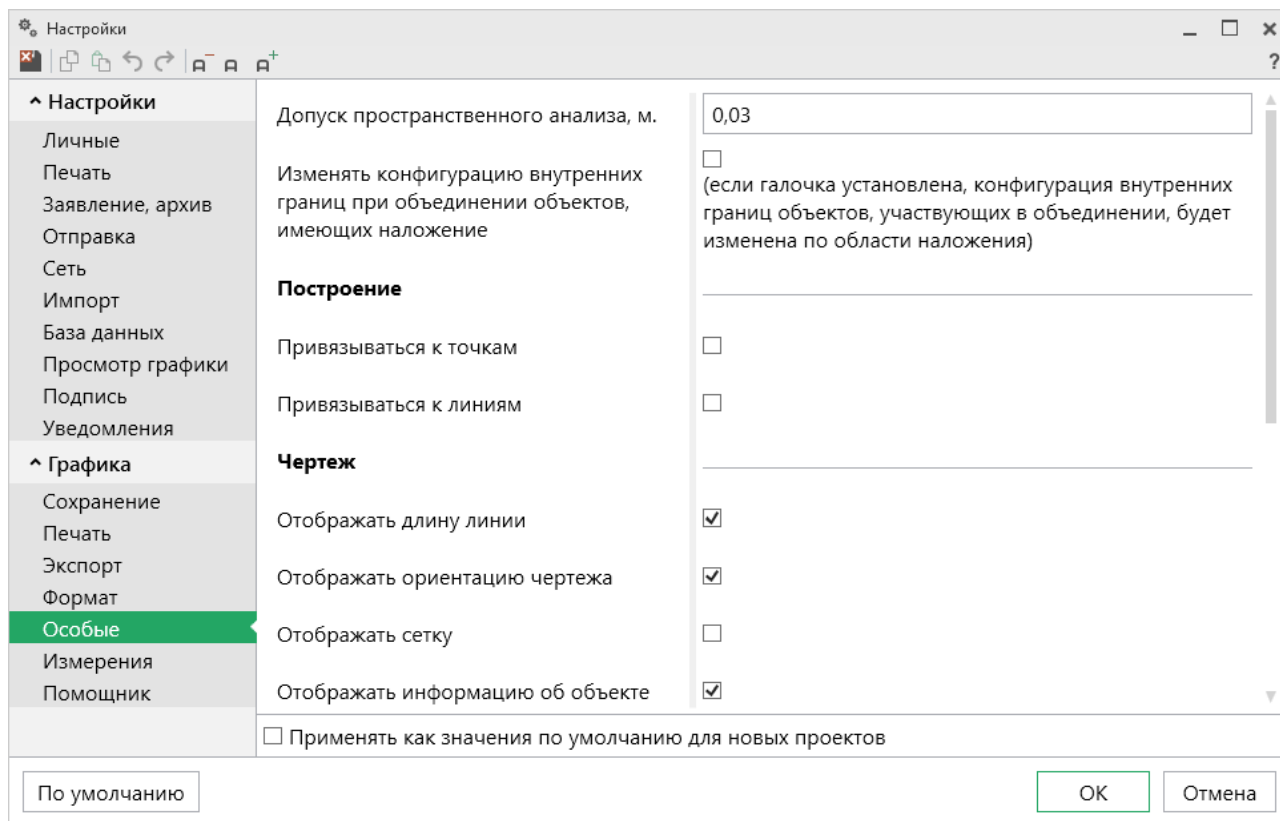 Настройки
?
Настройки
Личные
Печать
Заявление, архив
Отправка
Сеть
Импорт
База данных
Просмотр графики
Подпись
Уведомления
Графика
Сохранение
Печать
Экспорт
Формат
Особые
Измерения
Помощник
Допуск пространственного анализа, м.
0,03
Изменять конфигурацию внутренних
границ при объединении объектов,
имеющих наложение
(если галочка установлена, конфигурация внутренних
границ объектов, участвующих в объединении, будет
изменена по области наложения)
Построение
Привязываться к точкам
Привязываться к линиям
Чертеж
Отображать длину линии
Отображать ориентацию чертежа
Отображать сетку
Отображать информацию об объекте
Применять как значения по умолчанию для новых проектов
По умолчанию
ОК
Отмена